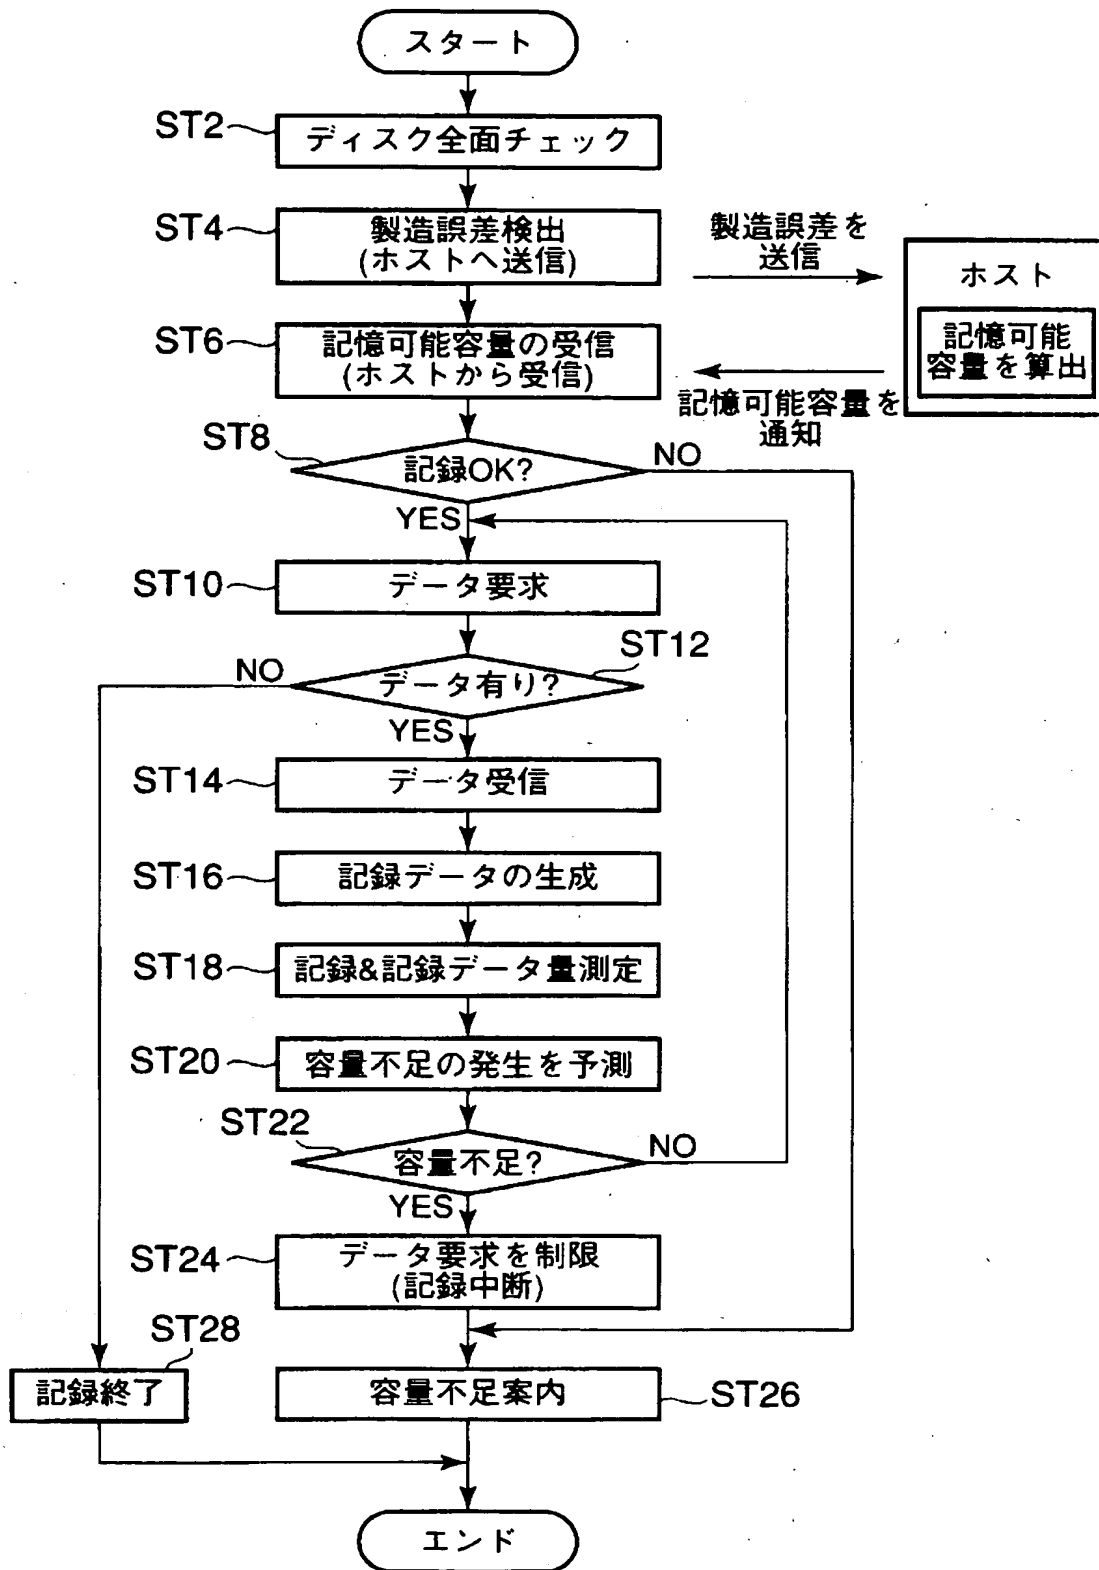 スタート
ST2
ディスク全面チェック
ST4
製造誤差検出
(ホストへ送信)
製造誤差を
送信
ホスト
記憶可能
容量を算出
ST6
記憶可能容量の受信
(ホストから受信)
記憶可能容量を
通知
ST8
記録OK?
NO
YES
ST10
データ要求
ST12
データ有り?
NO
YES
ST14
データ受信
ST16
記録データの生成
ST18
記録&記録データ量測定
ST20
容量不足の発生を予測
ST22
容量不足?
NO
YES
ST24
データ要求を制限
(記録中断)
ST28
記録終了
容量不足案内
ST26
エンド